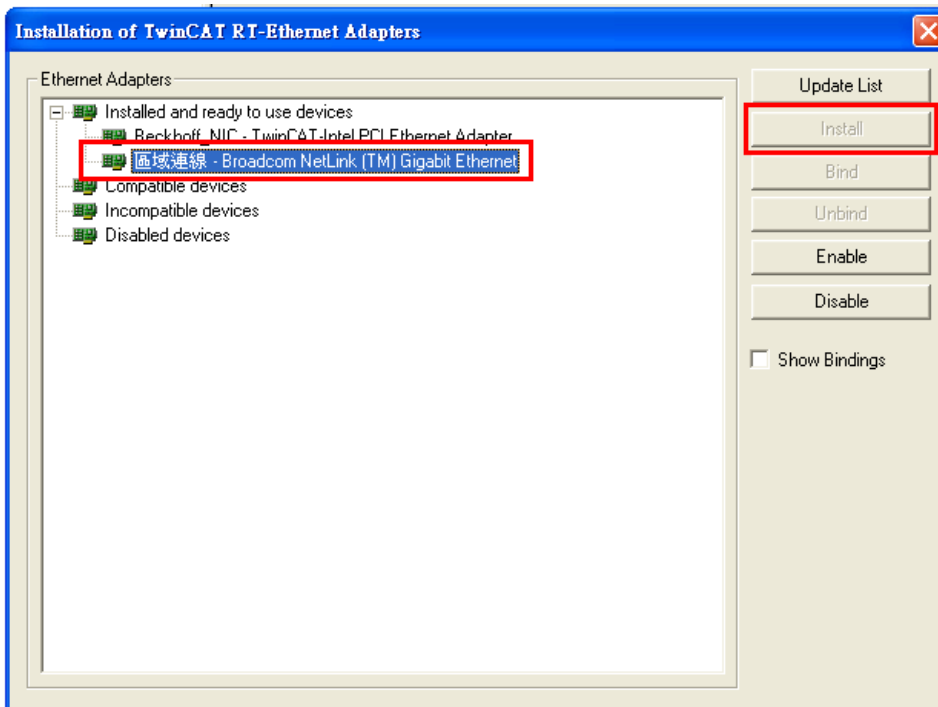 Installation of TwinCAT RT-Ethernet Adapters
Ethernet Adapters
Installed and ready to use devices
Beckhoff_NIC - TwinCAT-Intel PCI Ethernet Adapter
區域連線 - Broadcom NetLink (TM) Gigabit Ethernet
Compatible devices
Incompatible devices
Disabled devices
Update List
Install
Bind
Unbind
Enable
Disable
Show Bindings